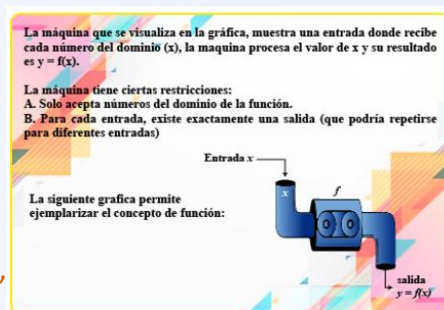 La máquina que se visualiza en la gráfica, muestra una entrada donde recibe
cada número del dominio (x), la maquina procesa el valor de x y su resultado
es y = f(x).
La máquina tiene ciertas restricciones:
A. Solo acepta números del dominio de la función.
B. Para cada entrada, existe exactamente una salida (que podría repetirse
para diferentes entradas)
Entrada x
x
f
La siguiente grafica permite
ejemplarizar el concepto de función:
salida
y = f(x)